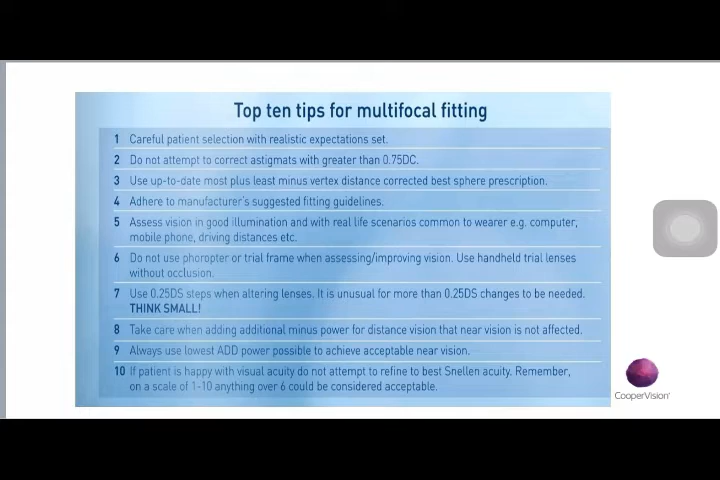 Top ten tips for multifocal fitting
1 Careful patient selection with realistic expectations set.
2 Do not attempt to correct astigmats with greater than 0.75DC.
3 Use up-to-date most plus least minus vertex distance corrected best sphere prescription.
4 Adhere to manufacturer's suggested fitting guidelines.
5 Assess vision in good illumination and with real life scenarios common to wearer e.g. computer,
mobile phone, driving distances etc.
6 Do not use phoropter or trial frame when assessing/improving vision. Use handheld trial lenses
without occlusion.
7 Use 0.25DS steps when altering lenses. It is unusual for more than 0.25DS changes to be needed.
THINK SMALL!
8 Take care when adding additional minus power for distance vision that near vision is not affected.
9 Always use lowest ADD power possible to achieve acceptable near vision.
10 If patient is happy with visual acuity do not attempt to refine to best Snellen acuity. Remember,
on a scale of 1-10 anything over 6 could be considered acceptable.
CooperVision